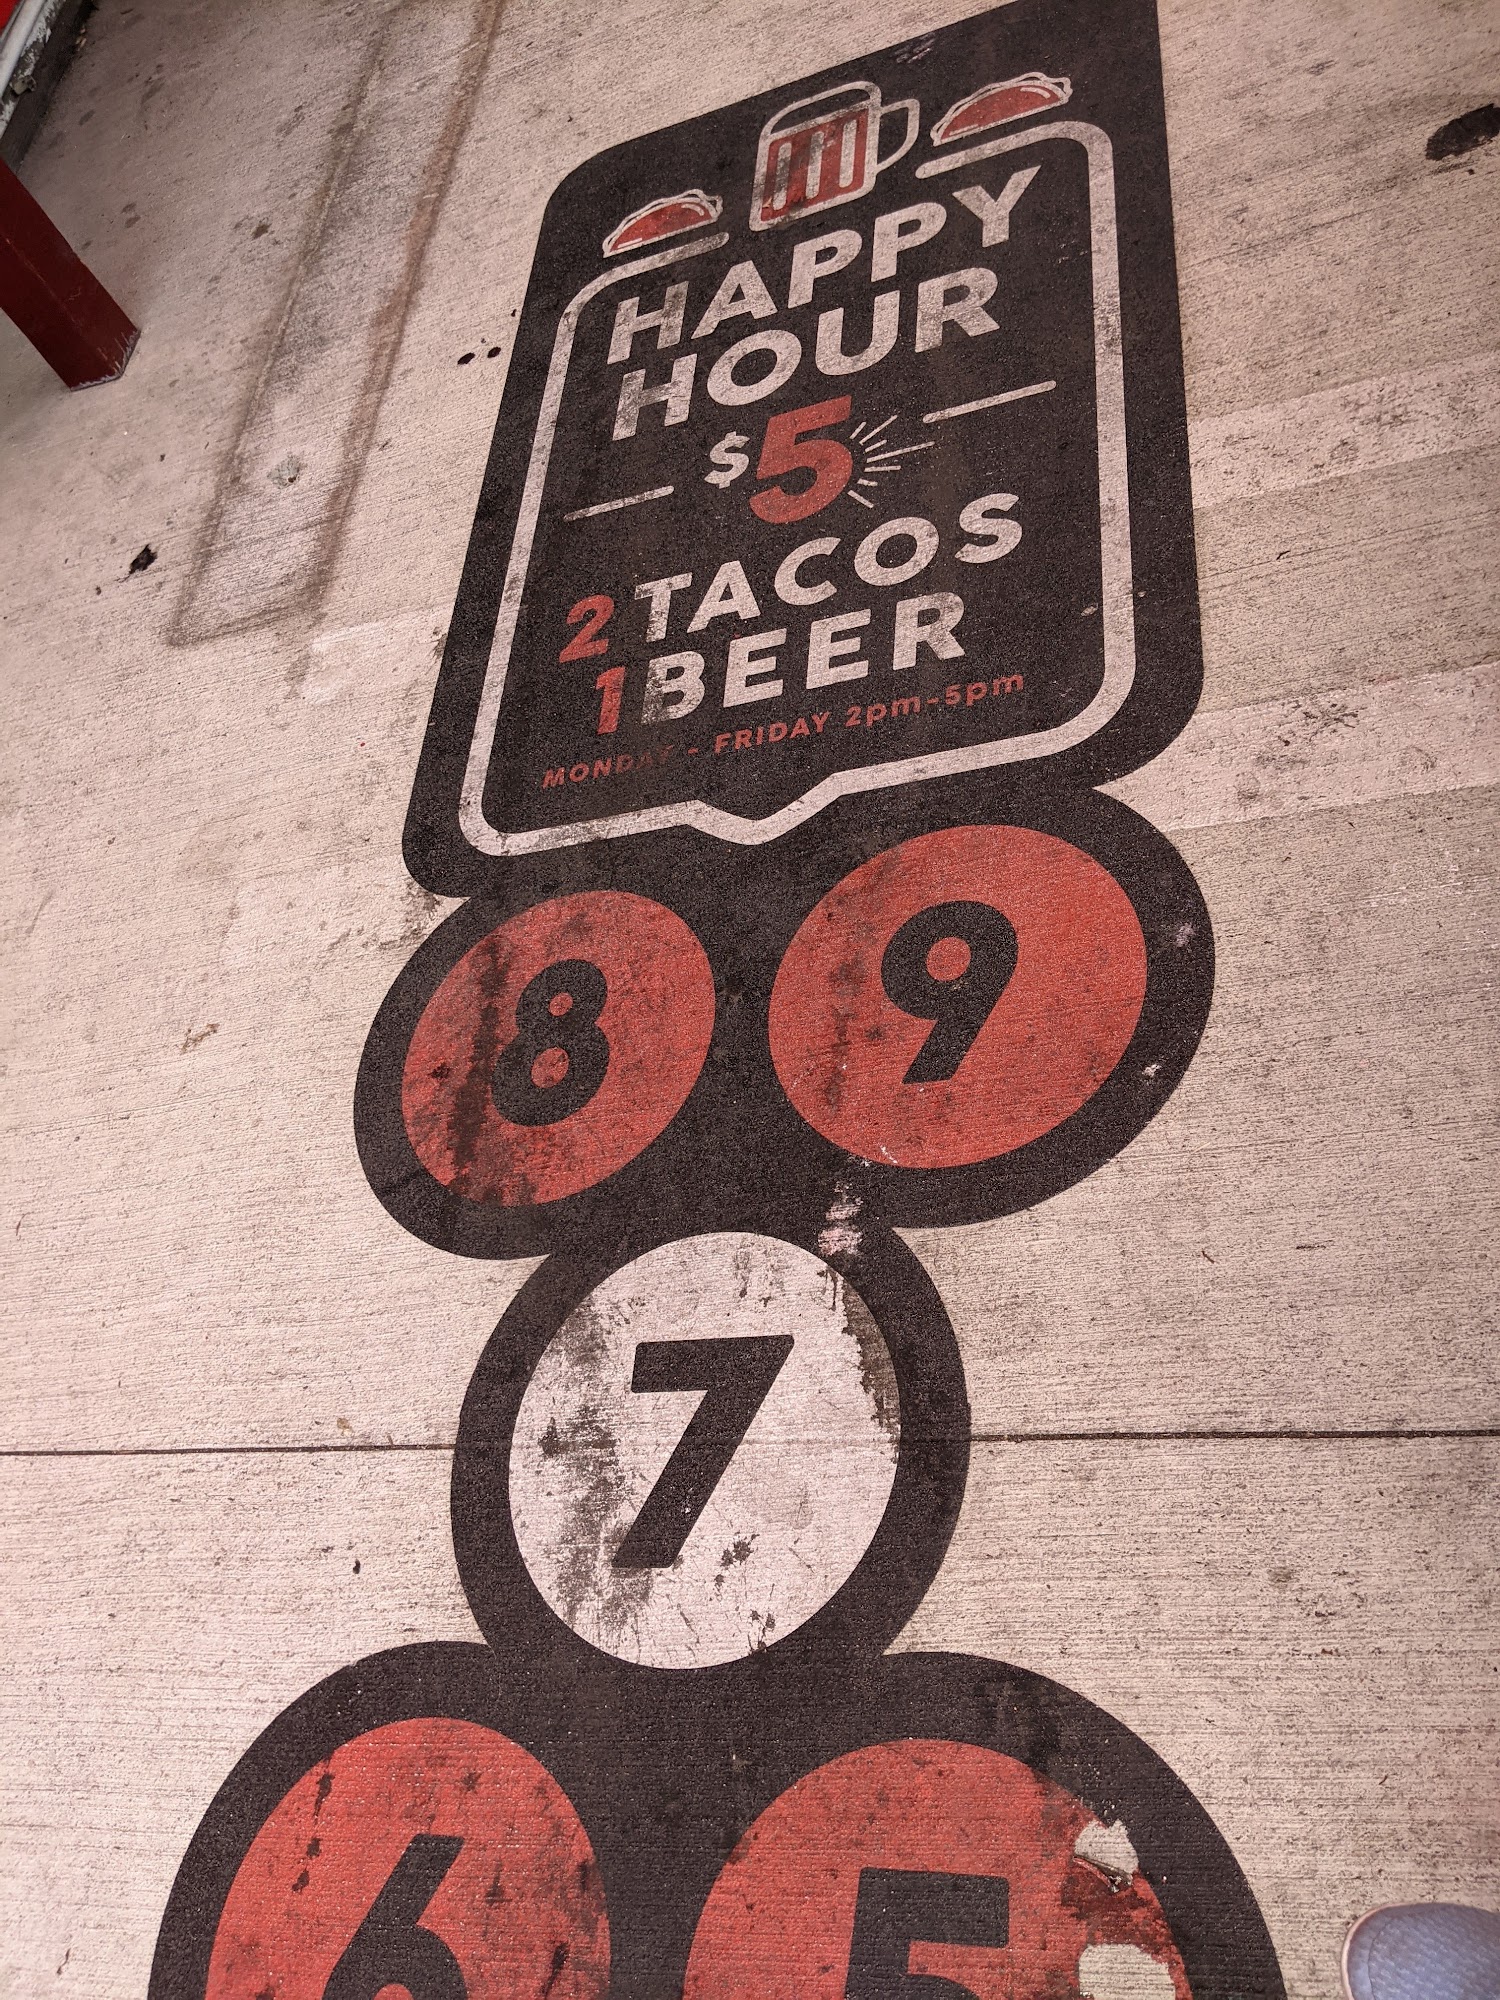 HAPPY
HOUR
$5
2 TACOS
1 BEER
MONDAY - FRIDAY 2pm-5pm
8 9
7
6 5